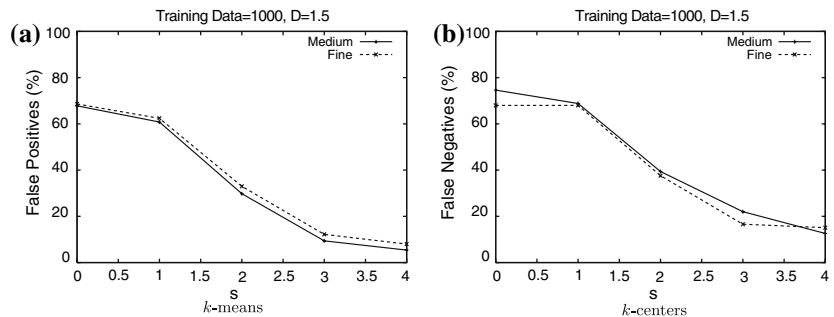 (a)
Training Data=1000, D=1.5
False Positives (%)
100
80
60
40
20
0
Medium
Fine
0 0.5 1 1.5 2 2.5 3 3.5 4
s
k-means
(b)
Training Data=1000, D=1.5
False Negatives (%)
100
80
60
40
20
0
Medium
Fine
0 0.5 1 1.5 2 2.5 3 3.5 4
s
k-centers